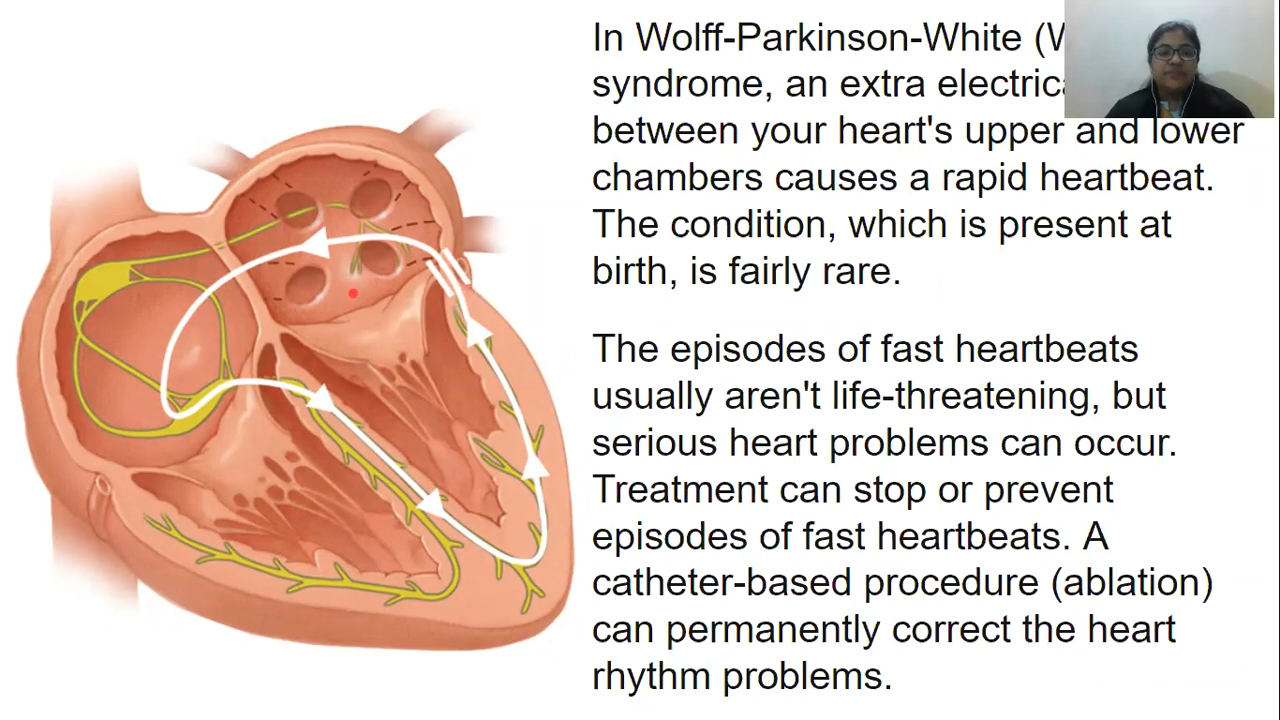 In Wolff-Parkinson-White
syndrome, an extra
between your heart's upper and lower
chambers causes a rapid heartbeat.
The condition, which is present at
birth, is fairly rare.
The episodes of fast heartbeats
usually aren't life-threatening, but
serious heart problems can occur.
Treatment can stop or prevent
episodes of fast heartbeats. A
catheter-based procedure (ablation)
can permanently correct the heart
rhythm problems.